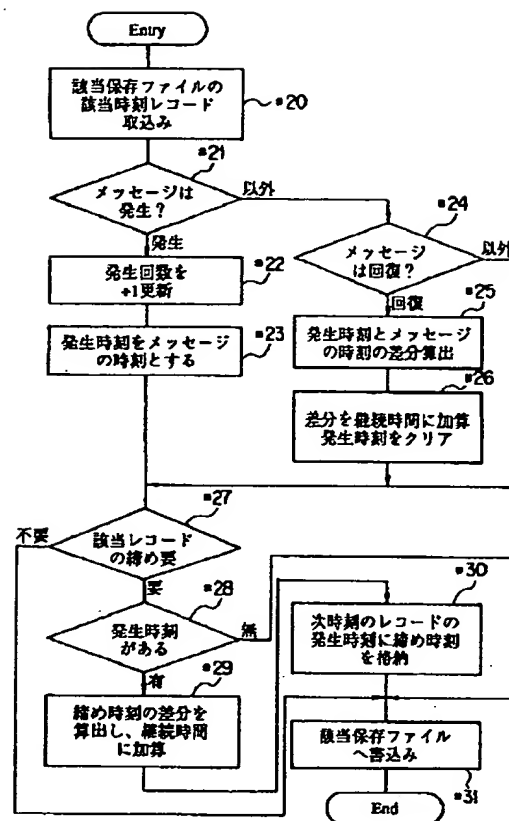 Entry
該当保存ファイルの
該当時刻レコード
取込み
*20
*21
メッセージは
発生?
以外
発生
発生回数を
+1更新
*22
発生時刻をメッセージ
の時刻とする
*23
*24
メッセージ
は回復?
以外
回復
*25
発生時刻とメッセージ
の時刻の差分算出
*26
差分を継続時間に加算
発生時刻をクリア
*27
不要
該当レコード
の締め要
要
*28
発生時刻
がある
無
有
*29
締め時刻の差分を
算出し、継続時間
に加算
*30
次時刻のレコードの
発生時刻に締め時刻
を格納
該当保存ファイル
へ書込み
*31
End